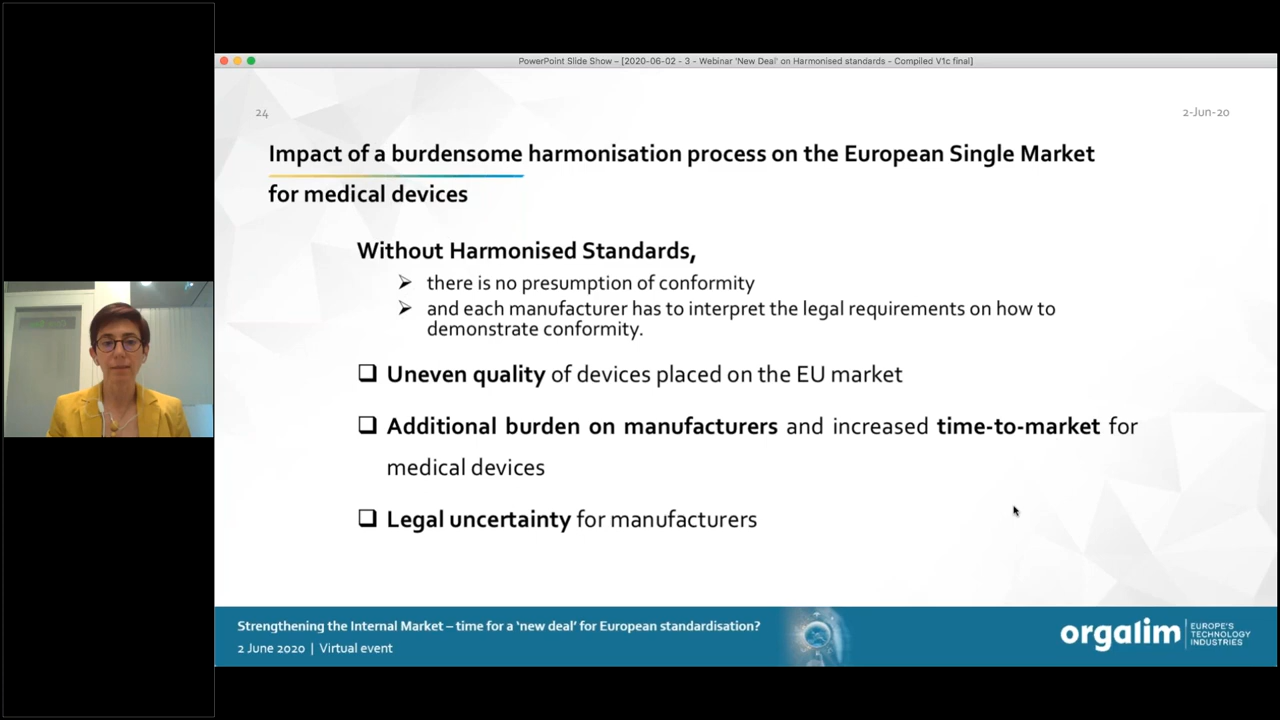 PowerPoint Slide Show – [2020-06-02 - 3 - Webinar 'New Deal' on Harmonised standards - Compiled V1c final]
24
2-Jun-20
Impact of a burdensome harmonisation process on the European Single Market
for medical devices
Without Harmonised Standards,
there is no presumption of conformity
and each manufacturer has to interpret the legal requirements on how to
demonstrate conformity.
Uneven quality of devices placed on the EU market
Additional burden on manufacturers and increased time-to-market for
medical devices
Legal uncertainty for manufacturers
Strengthening the Internal Market – time for a 'new deal' for European standardisation?
2 June 2020 | Virtual event
orgalim
EUROPE'S
TECHNOLOGY
INDUSTRIES